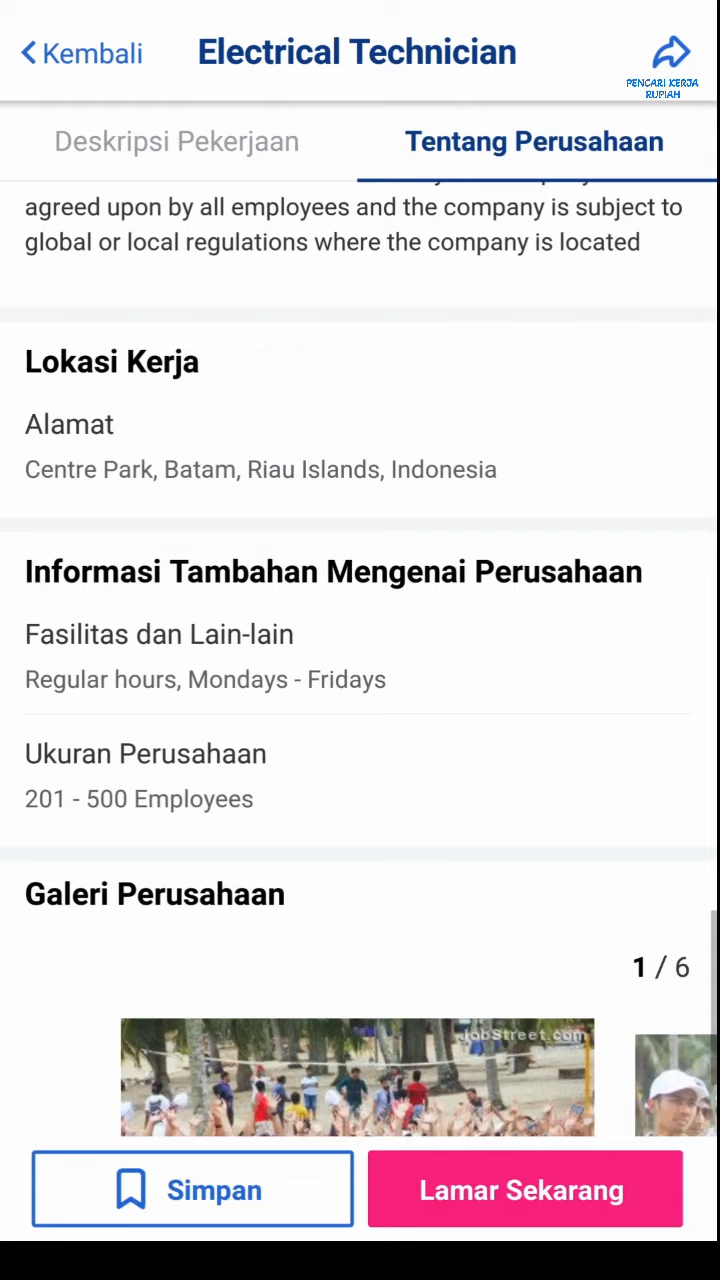 Kembali
Electrical Technician
PENCARI KERJA
RUPIAH
Deskripsi Pekerjaan
Tentang Perusahaan
agreed upon by all employees and the company is subject to
global or local regulations where the company is located
Lokasi Kerja
Alamat
Centre Park, Batam, Riau Islands, Indonesia
Informasi Tambahan Mengenai Perusahaan
Fasilitas dan Lain-lain
Regular hours, Mondays - Fridays
Ukuran Perusahaan
201 - 500 Employees
Galeri Perusahaan
1 / 6
JobStreet.com
Simpan
Lamar Sekarang